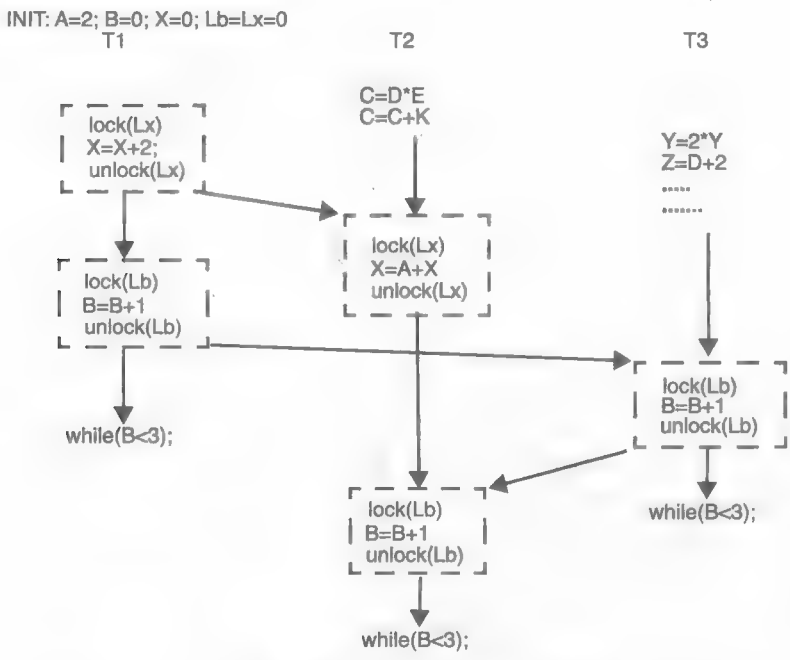 INIT: A=2; B=0; X=0; Lb=Lx=0
T1
T2
T3
lock(Lx)
X=X+2;
unlock(Lx)
lock(Lb)
B=B+1
unlock(Lb)
while(B<3);
C=D*E
C=C+K
lock(Lx)
X=A+X
unlock(Lx)
lock(Lb)
B=B+1
unlock(Lb)
while(B<3);
Y=2*Y
Z=D+2
.....
.......
lock(Lb)
B=B+1
unlock(Lb)
while(B<3);